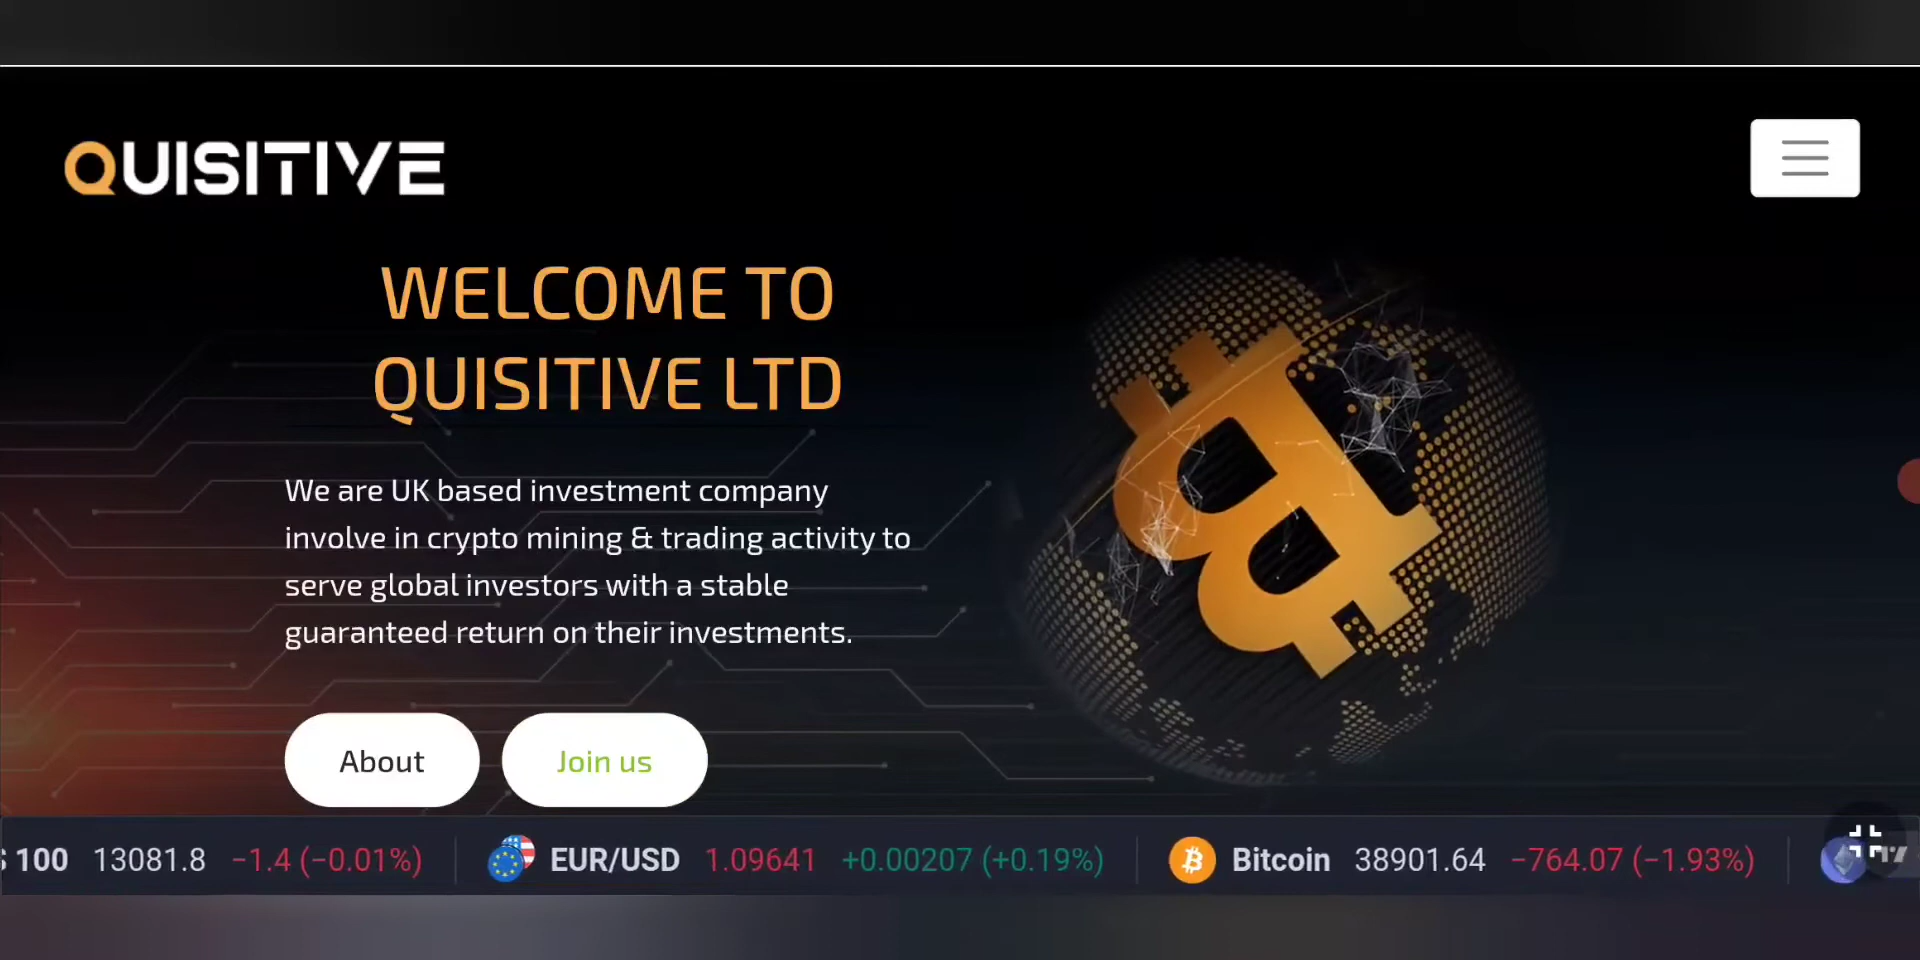 QUISITIVE
WELCOME TO
QUISITIVE LTD
We are UK based investment company
involve in crypto mining & trading activity to
serve global investors with a stable
guaranteed return on their investments.
About Join us
100 13081.8 −1.4 (−0.01%) EUR/USD 1.09641 +0.00207 (+0.19%) Bitcoin 38901.64 −764.07 (−1.93%)